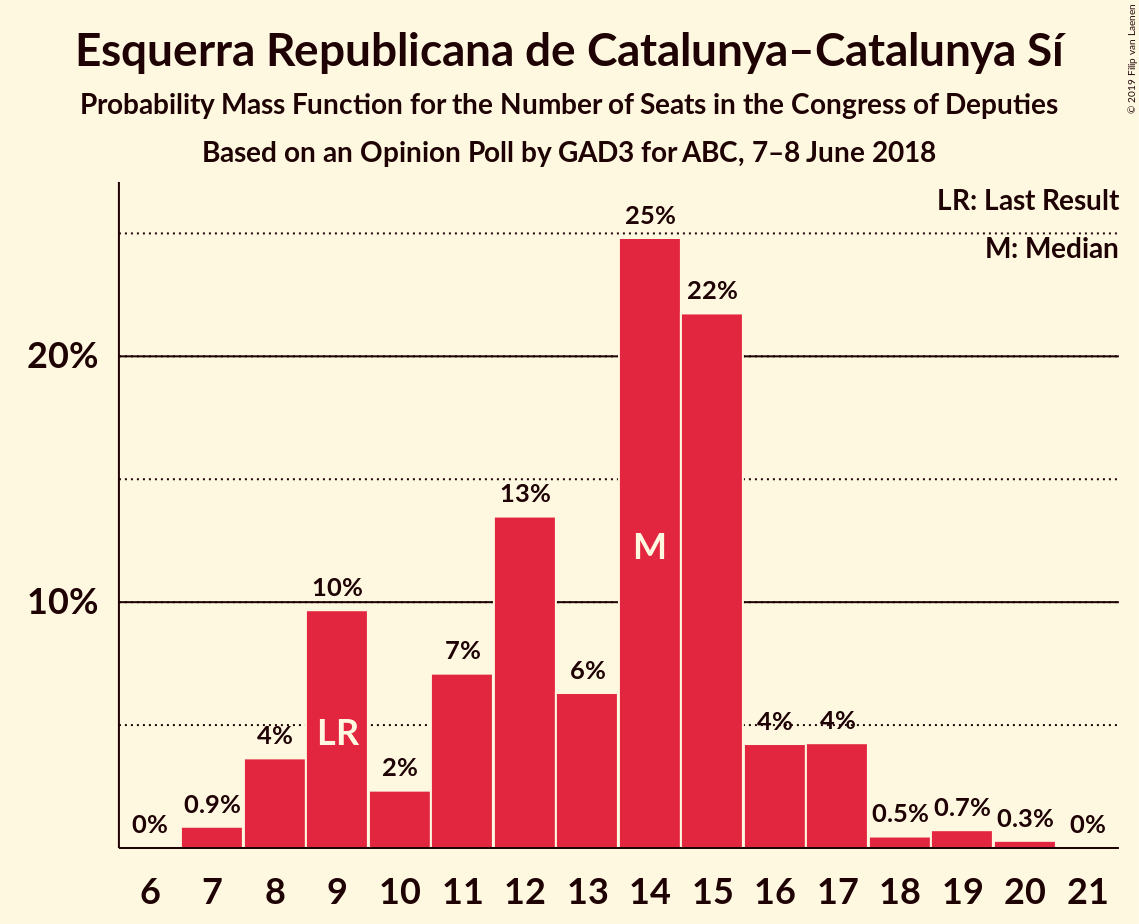 Esquerra Republicana de Catalunya–Catalunya Sí
Probability Mass Function for the Number of Seats in the Congress of Deputies
Based on an Opinion Poll by GAD3 for ABC, 7–8 June 2018
© 2019 Filip van Laenen
LR: Last Result
M: Median
25%
22%
20%
13%
M
10%
10%
7%
6%
LR
4%
2%
4%
4%
0%
0.9%
0.5%
0.7%
0.3%
0%
6 7 8 9 10 11 12 13 14 15 16 17 18 19 20 21